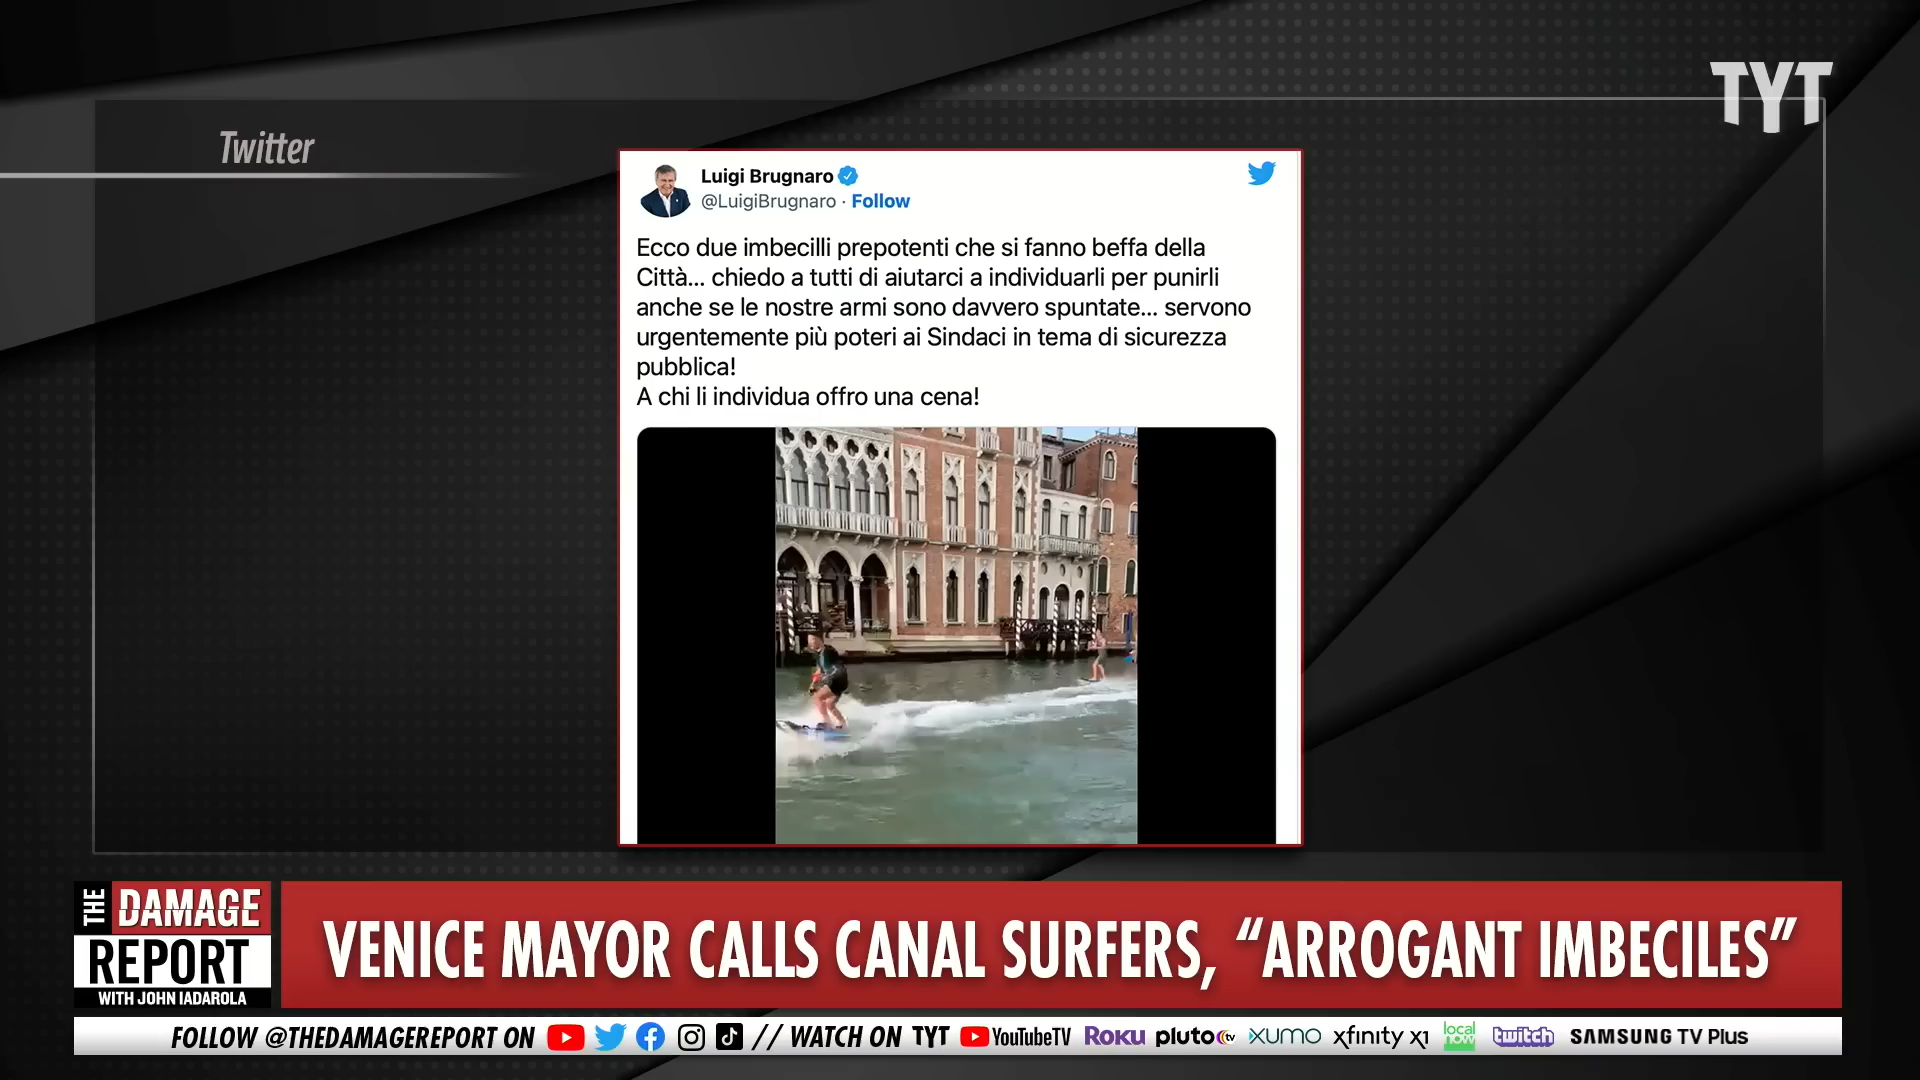 TYT
Twitter
Luigi Brugnaro
@LuigiBrugnaro · Follow
Ecco due imbecilli prepotenti che si fanno beffa della
Città... chiedo a tutti di aiutarci a individuarli per punirli
anche se le nostre armi sono davvero spuntate... servono
urgentemente più poteri ai Sindaci in tema di sicurezza
pubblica!
A chi li individua offro una cena!
THE DAMAGE
REPORT
WITH JOHN IADAROLA
VENICE MAYOR CALLS CANAL SURFERS, “ARROGANT IMBECILES”
FOLLOW @THEDAMAGEREPORT ON // WATCH ON TYT YouTubeTV Roku pluto tv xumo xfinity x1 local now twitch SAMSUNG TV Plus